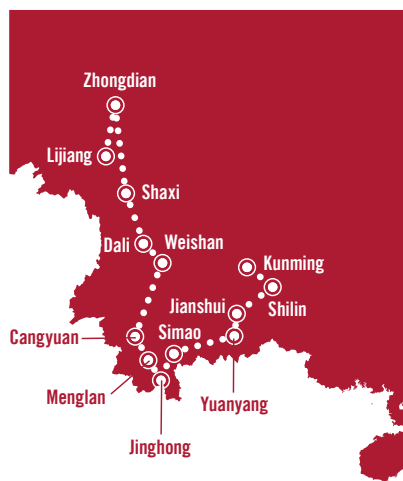 Zhongdian
Lijiang
Shaxi
Dali
Weishan
Kunming
Shilin
Jianshui
Simao
Cangyuan
Menglan
Yuanyang
Jinghong